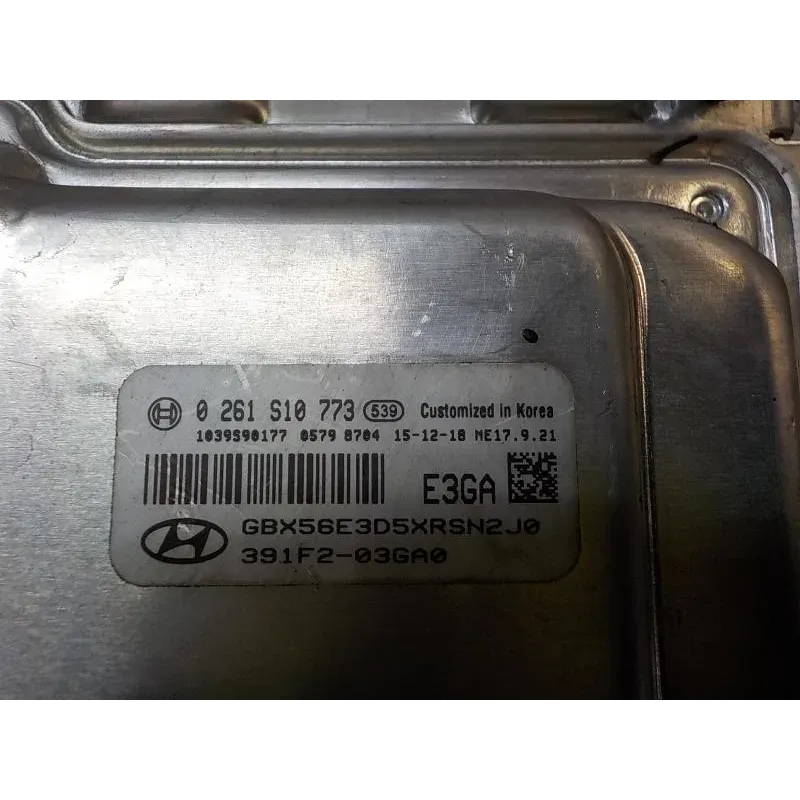 0 261 S10 773 539 Customized in Korea
1039S90177 0579 8704 15-12-18 ME17.9.21
E3GA
GBX56E3D5XRSN2J0
391F2-03GA0